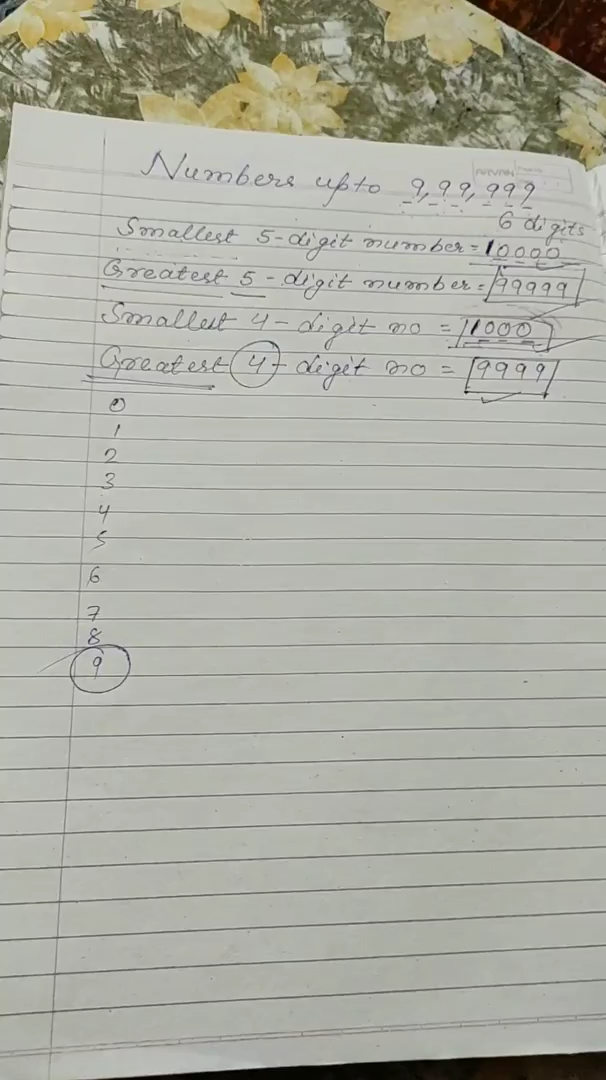 Numbers upto 9,99,999
6 digits
Smallest 5-digit number = 10000
Greatest 5-digit number = 99999
Smallest 4-digit no = 1000
Greatest 4-digit no = 9999
0
1
2
3
4
5
6
7
8
9